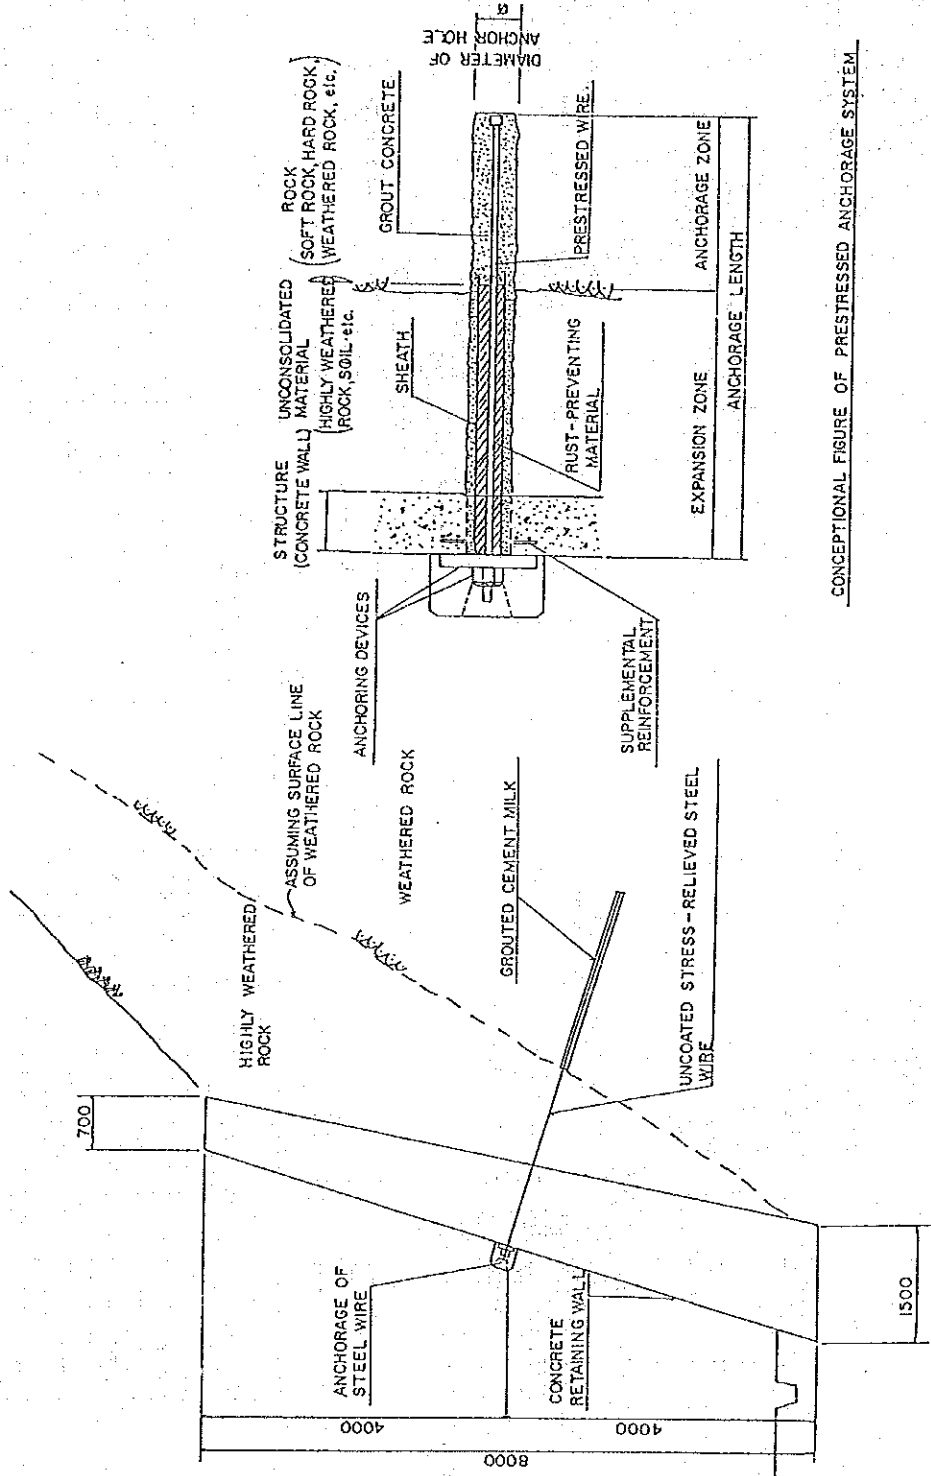 700
HIGHLY WEATHERED
ROCK
ASSUMING SURFACE LINE
OF WEATHERED ROCK
WEATHERED ROCK
ANCHORAGE OF
STEEL WIRE
GROUTED CEMENT MILK
CONCRETE
RETAINING WALL
UNCOATED STRESS-RELIEVED STEEL
WIRE
4000
4000
8000
1500
STRUCTURE
(CONCRETE WALL)
UNCONSOLIDATED
MATERIAL
(HIGHLY WEATHERED
ROCK, SOIL etc.
ROCK
(SOFT ROCK, HARD ROCK,
WEATHERED ROCK, etc.)
ANCHORING DEVICES
SHEATH
GROUT CONCRETE
DIAMETER OF
ANCHOR HOLE
Ø
SUPPLEMENTAL
REINFORCEMENT
RUST-PREVENTING
MATERIAL
PRESTRESSED WIRE
EXPANSION ZONE
ANCHORAGE ZONE
ANCHORAGE LENGTH
CONCEPTIONAL FIGURE OF PRESTRESSED ANCHORAGE SYSTEM